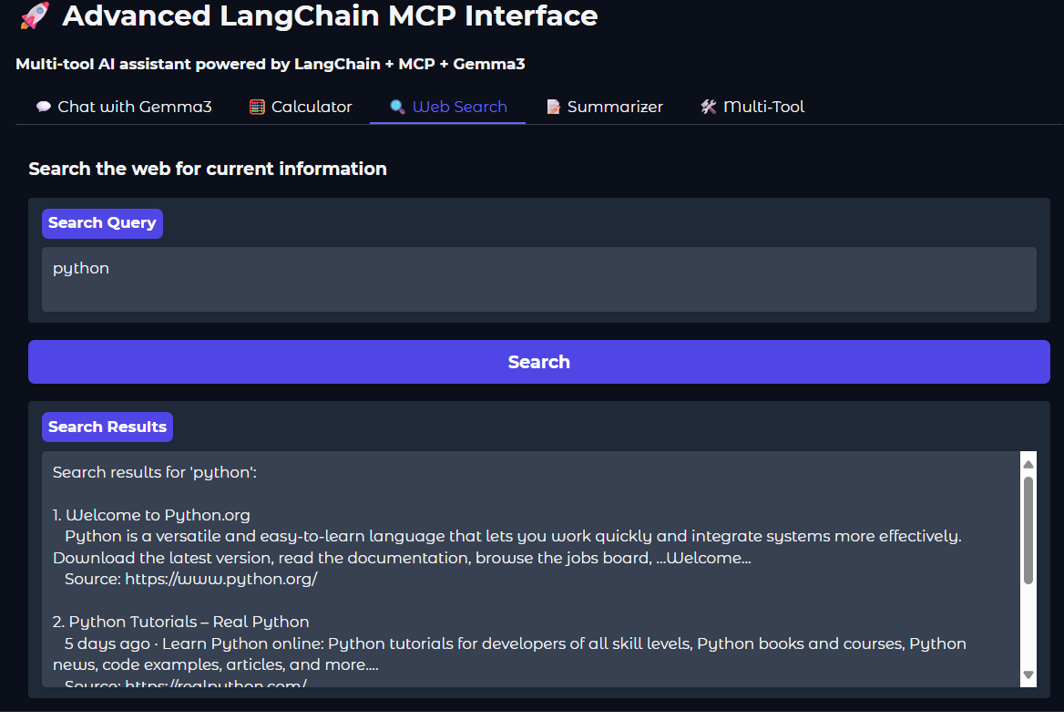 🚀 Advanced LangChain MCP Interface
Multi-tool AI assistant powered by LangChain + MCP + Gemma3
💬 Chat with Gemma3 🧮 Calculator 🔍 Web Search 📝 Summarizer 🛠️ Multi-Tool
Search the web for current information
Search Query
python
Search
Search Results
Search results for 'python':
1. Welcome to Python.org
Python is a versatile and easy-to-learn language that lets you work quickly and integrate systems more effectively.
Download the latest version, read the documentation, browse the jobs board, ...Welcome...
Source: https://www.python.org/
2. Python Tutorials – Real Python
5 days ago · Learn Python online: Python tutorials for developers of all skill levels, Python books and courses, Python
news, code examples, articles, and more....
Source: https://realpython.com/